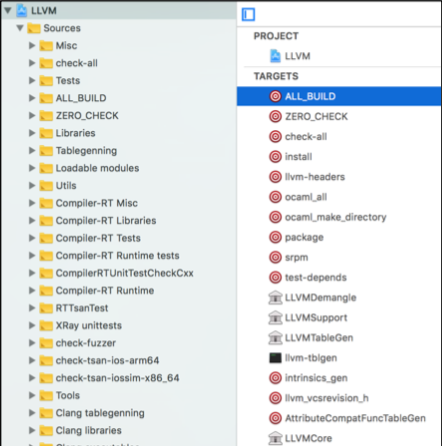 LLVM
Sources
Misc
check-all
Tests
ALL_BUILD
ZERO_CHECK
Libraries
Tablegenning
Loadable modules
Utils
Compiler-RT Misc
Compiler-RT Libraries
Compiler-RT Tests
Compiler-RT Runtime tests
CompilerRTUnitTestCheckCxx
Compiler-RT Runtime
RTTsanTest
XRay unittests
check-fuzzer
check-tsan-ios-arm64
check-tsan-iossim-x86_64
Tools
Clang tablegenning
Clang libraries
Clang executables
PROJECT
LLVM
TARGETS
ALL_BUILD
ZERO_CHECK
check-all
install
llvm-headers
ocaml_all
ocaml_make_directory
package
srpm
test-depends
LLVMDemangle
LLVMSupport
LLVMTableGen
llvm-tblgen
intrinsics_gen
llvm_vcsrevision_h
AttributeCompatFuncTableGen
LLVMCore